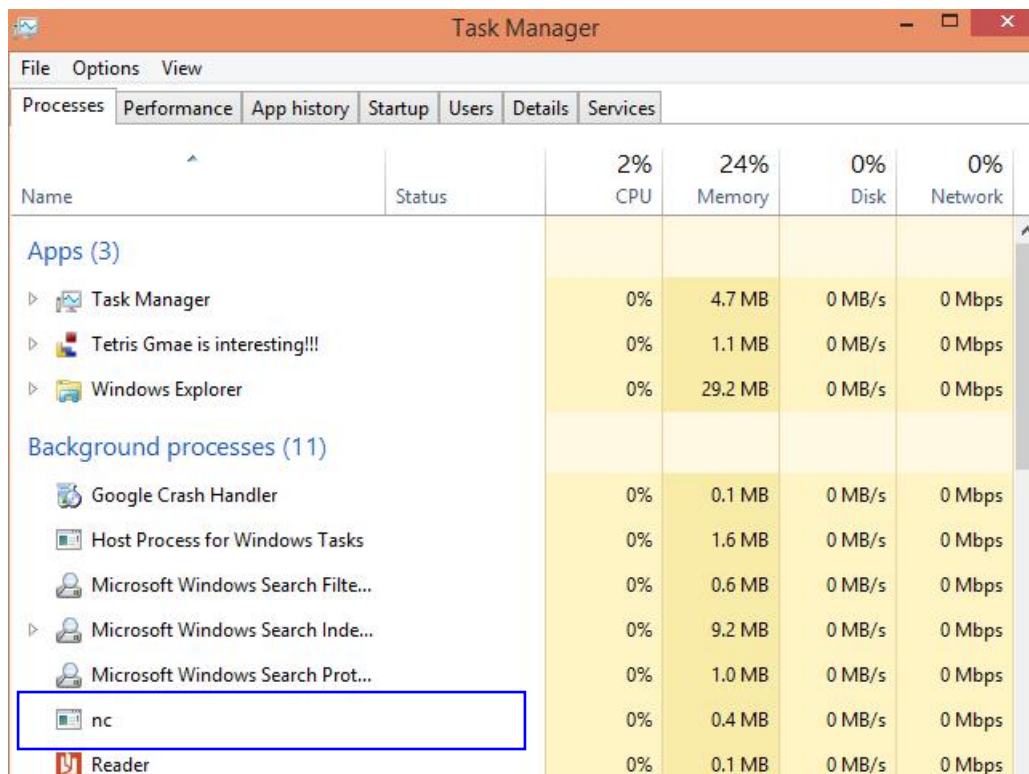 Task Manager
File Options View
Processes Performance App history Startup Users Details Services
2% 24% 0% 0%
Name Status CPU Memory Disk Network
Apps (3)
Task Manager 0% 4.7 MB 0 MB/s 0 Mbps
Tetris Gmae is interesting!!! 0% 1.1 MB 0 MB/s 0 Mbps
Windows Explorer 0% 29.2 MB 0 MB/s 0 Mbps
Background processes (11)
Google Crash Handler 0% 0.1 MB 0 MB/s 0 Mbps
Host Process for Windows Tasks 0% 1.6 MB 0 MB/s 0 Mbps
Microsoft Windows Search Filte... 0% 0.6 MB 0 MB/s 0 Mbps
Microsoft Windows Search Inde... 0% 9.2 MB 0 MB/s 0 Mbps
Microsoft Windows Search Prot... 0% 1.0 MB 0 MB/s 0 Mbps
nc 0% 0.4 MB 0 MB/s 0 Mbps
Reader 0% 0.1 MB 0 MB/s 0 Mbps